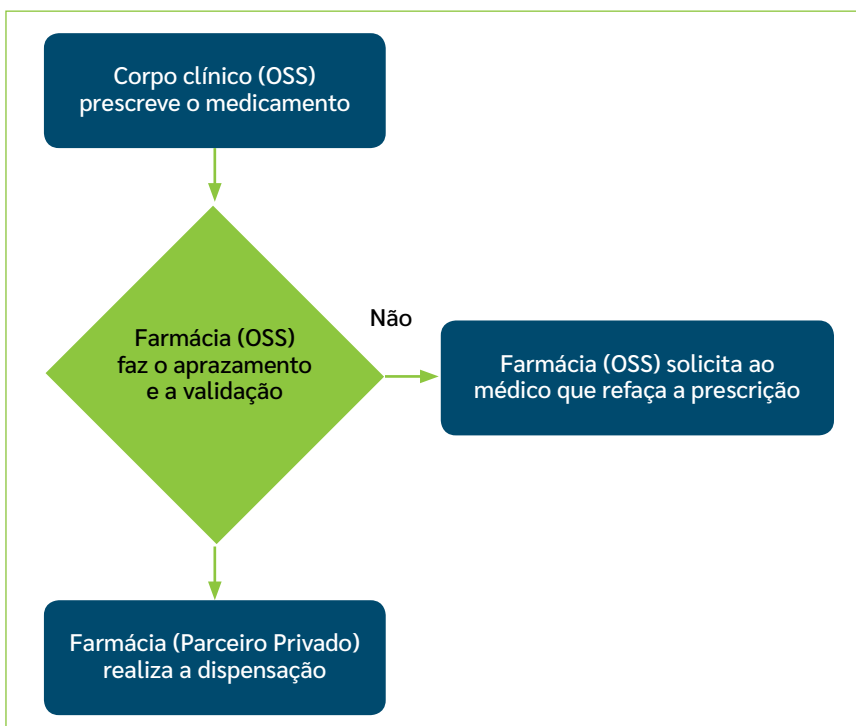 Corpo clínico (OSS)
prescreve o medicamento
Não
Farmácia (OSS)
faz o aprazamento
e a validação
Farmácia (OSS) solicita ao
médico que refaça a prescrição
Farmácia (Parceiro Privado)
realiza a dispensação